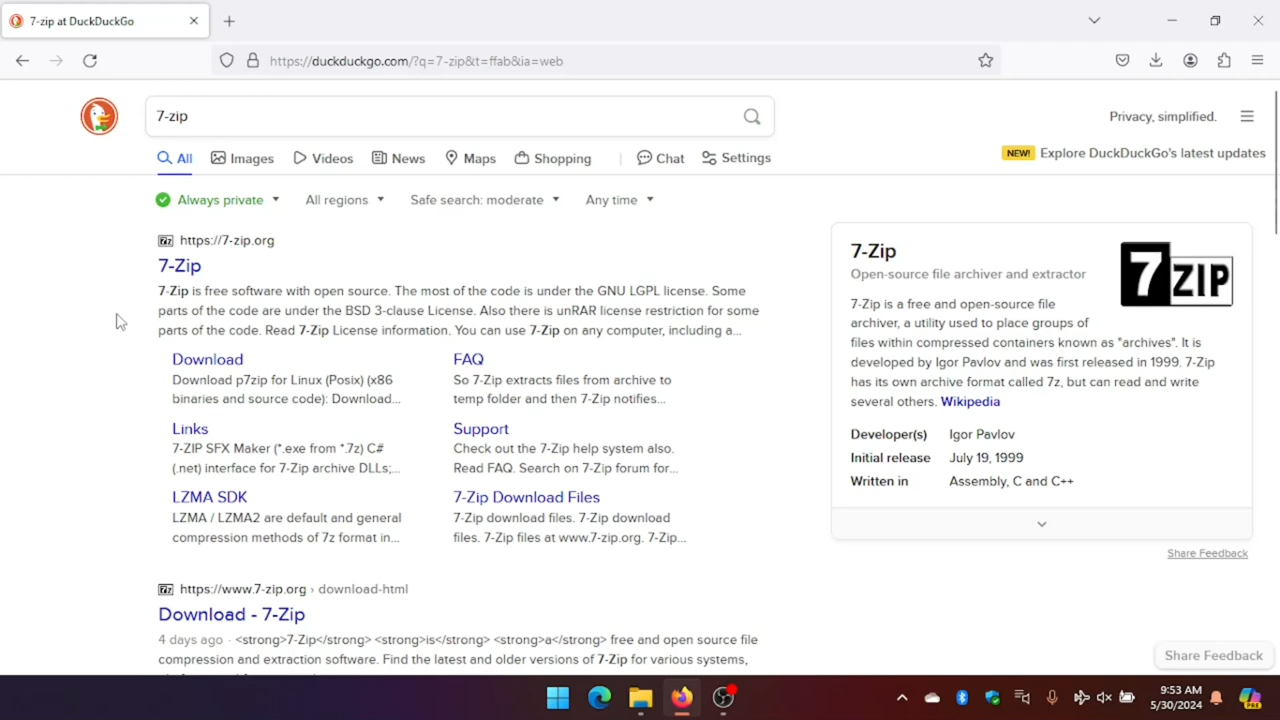 7-zip at DuckDuckGo
https://duckduckgo.com/?q=7-zip&t=ffab&ia=web
7-zip
Privacy, simplified.
All
Images
Videos
News
Maps
Shopping
Chat
Settings
NEW! Explore DuckDuckGo's latest updates
Always private
All regions
Safe search: moderate
Any time
https://7-zip.org
7-Zip
7-Zip is free software with open source. The most of the code is under the GNU LGPL license. Some
parts of the code are under the BSD 3-clause License. Also there is unRAR license restriction for some
parts of the code. Read 7-Zip License information. You can use 7-Zip on any computer, including a...
Download
Download p7zip for Linux (Posix) (x86
binaries and source code): Download...
FAQ
So 7-Zip extracts files from archive to
temp folder and then 7-Zip notifies...
Links
7-ZIP SFX Maker (*.exe from *.7z) C#
(.net) interface for 7-Zip archive DLLs;...
Support
Check out the 7-Zip help system also.
Read FAQ. Search on 7-Zip forum for...
LZMA SDK
LZMA / LZMA2 are default and general
compression methods of 7z format in...
7-Zip Download Files
7-Zip download files. 7-Zip download
files. 7-Zip files at www.7-zip.org. 7-Zip...
https://www.7-zip.org › download-html
Download - 7-Zip
4 days ago · <strong>7-Zip</strong> <strong>is</strong> <strong>a</strong> free and open source file
compression and extraction software. Find the latest and older versions of 7-Zip for various systems,
7-Zip
Open-source file archiver and extractor
7ZIP
7-Zip is a free and open-source file
archiver, a utility used to place groups of
files within compressed containers known as "archives". It is
developed by Igor Pavlov and was first released in 1999. 7-Zip
has its own archive format called 7z, but can read and write
several others. Wikipedia
Developer(s) Igor Pavlov
Initial release July 19, 1999
Written in Assembly, C and C++
Share Feedback
Share Feedback
9:53 AM
5/30/2024
PRE